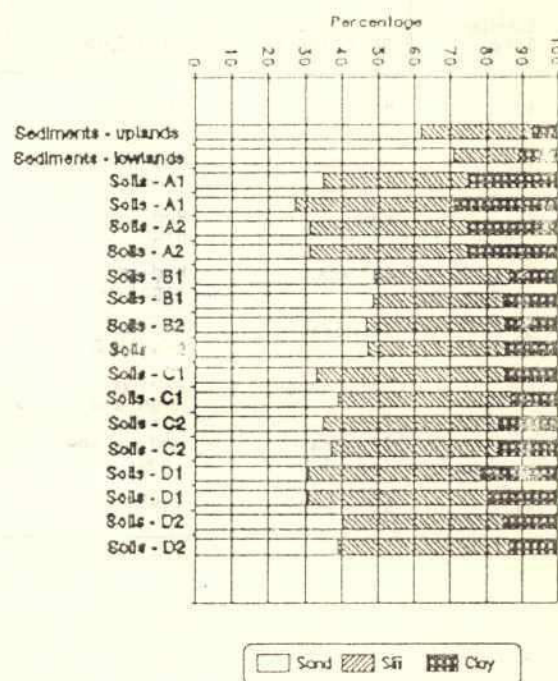 Percentage
0 10 20 30 40 50 60 70 80 90 100
Sediments - uplands
Sediments - lowlands
Soils - A1
Soils - A1
Soils - A2
Soils - A2
Soils - B1
Soils - B1
Soils - B2
Soils - 2
Soils - C1
Soils - C1
Soils - C2
Soils - C2
Soils - D1
Soils - D1
Soils - D2
Soils - D2
Sand Silt Clay